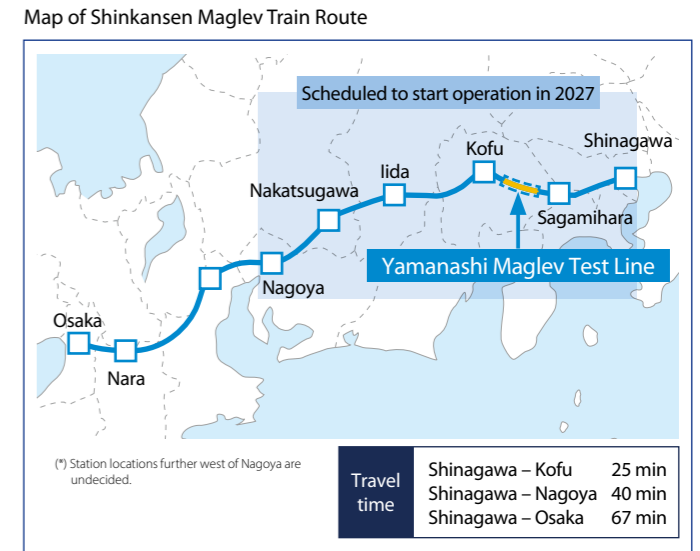 Map of Shinkansen Maglev Train Route
Scheduled to start operation in 2027
Shinagawa
Kofu
Iida
Nakatsugawa
Sagamihara
Yamanashi Maglev Test Line
Nagoya
Osaka
Nara
(*) Station locations further west of Nagoya are
undecided.
Travel
time
Shinagawa – Kofu 25 min
Shinagawa – Nagoya 40 min
Shinagawa – Osaka 67 min